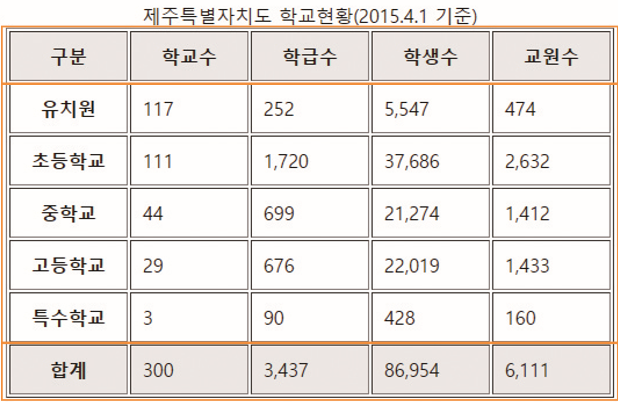 제주특별자치도 학교현황(2015.4.1 기준)
구분 학교수 학급수 학생수 교원수
유치원 117 252 5,547 474
초등학교 111 1,720 37,686 2,632
중학교 44 699 21,274 1,412
고등학교 29 676 22,019 1,433
특수학교 3 90 428 160
합계 300 3,437 86,954 6,111